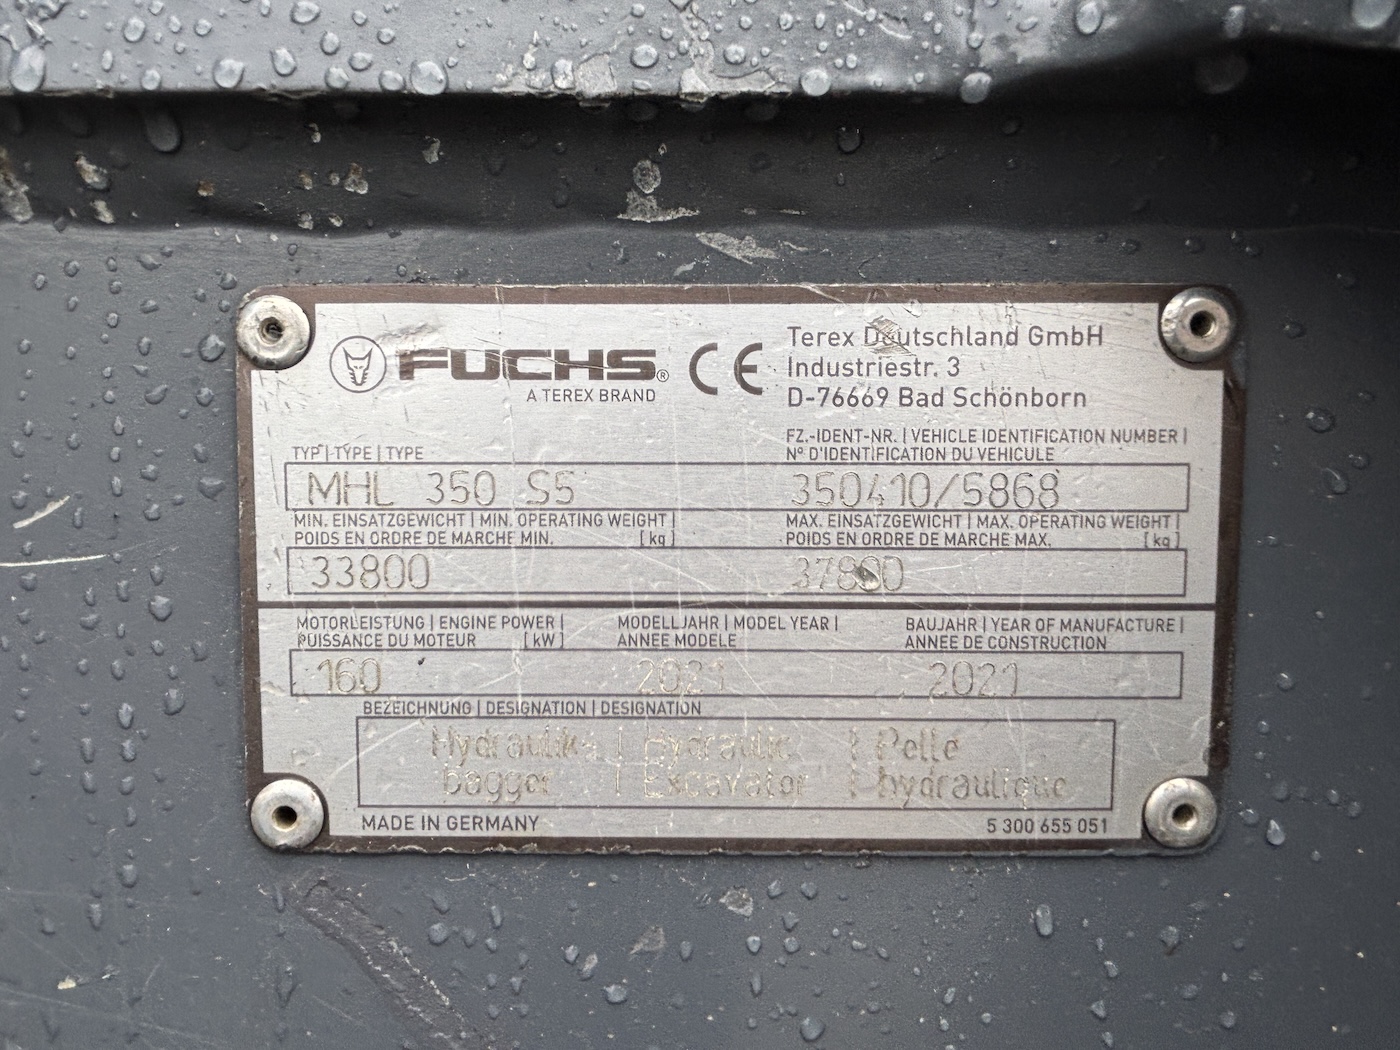 FUCHS®
A TEREX BRAND
CE
Terex Deutschland GmbH
Industriestr. 3
D-76669 Bad Schönborn
TYP | TYPE | TYPE
FZ.-IDENT-NR. | VEHICLE IDENTIFICATION NUMBER |
N° D'IDENTIFICATION DU VEHICULE
MHL 350 S5
350410/5868
MIN. EINSATZGEWICHT | MIN. OPERATING WEIGHT |
POIDS EN ORDRE DE MARCHE MIN. [kg]
MAX. EINSATZGEWICHT | MAX. OPERATING WEIGHT |
POIDS EN ORDRE DE MARCHE MAX. [kg]
33800
37800
MOTORLEISTUNG | ENGINE POWER |
PUISSANCE DU MOTEUR [kW]
MODELLJAHR | MODEL YEAR |
ANNEE MODELE
BAUJAHR | YEAR OF MANUFACTURE |
ANNEE DE CONSTRUCTION
160
2021
2021
BEZEICHNUNG | DESIGNATION | DESIGNATION
Hydraulik- | Hydraulic | Pelle
bagger | Excavator | hydraulique
MADE IN GERMANY
5 300 655 051